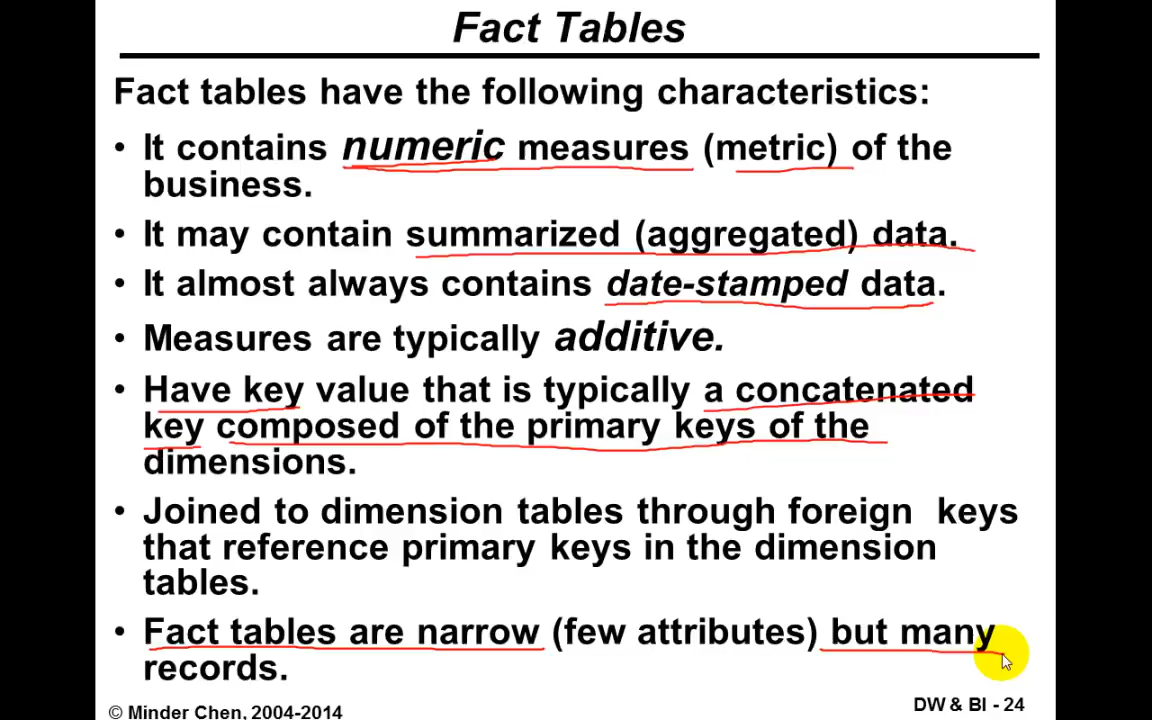 Fact Tables
Fact tables have the following characteristics:
• It contains numeric measures (metric) of the
business.
• It may contain summarized (aggregated) data.
• It almost always contains date-stamped data.
• Measures are typically additive.
• Have key value that is typically a concatenated
key composed of the primary keys of the
dimensions.
• Joined to dimension tables through foreign keys
that reference primary keys in the dimension
tables.
• Fact tables are narrow (few attributes) but many
records.
© Minder Chen, 2004-2014
DW & BI - 24